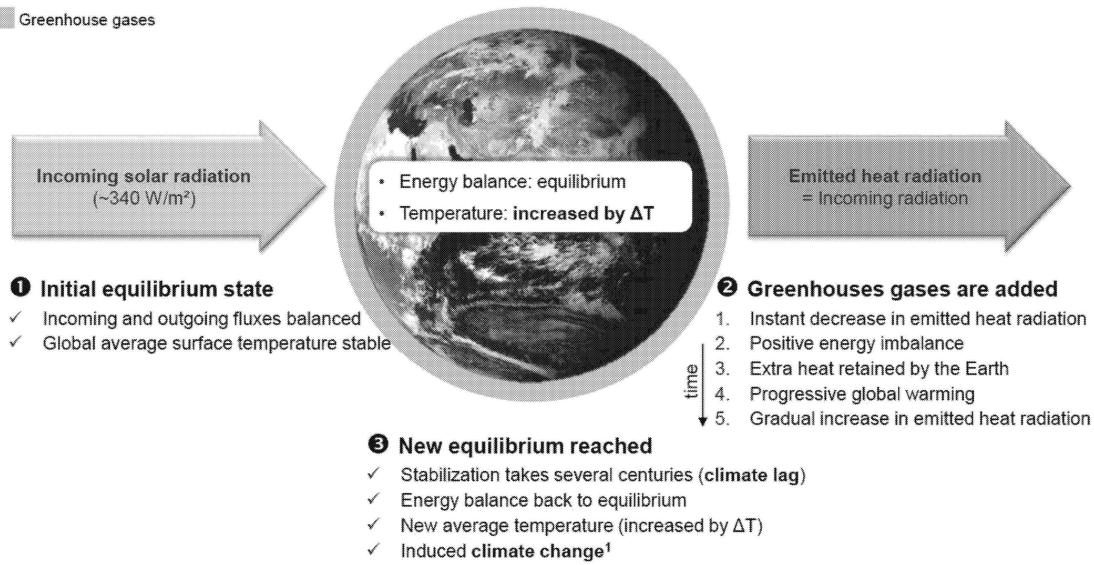 Greenhouse gases
Incoming solar radiation
(~340 W/m²)
• Energy balance: equilibrium
• Temperature: increased by ΔT
Emitted heat radiation
= Incoming radiation
❶ Initial equilibrium state
✓ Incoming and outgoing fluxes balanced
✓ Global average surface temperature stable
❷ Greenhouses gases are added
1. Instant decrease in emitted heat radiation
2. Positive energy imbalance
3. Extra heat retained by the Earth
4. Progressive global warming
5. Gradual increase in emitted heat radiation
time
❸ New equilibrium reached
✓ Stabilization takes several centuries (climate lag)
✓ Energy balance back to equilibrium
✓ New average temperature (increased by ΔT)
✓ Induced climate change¹